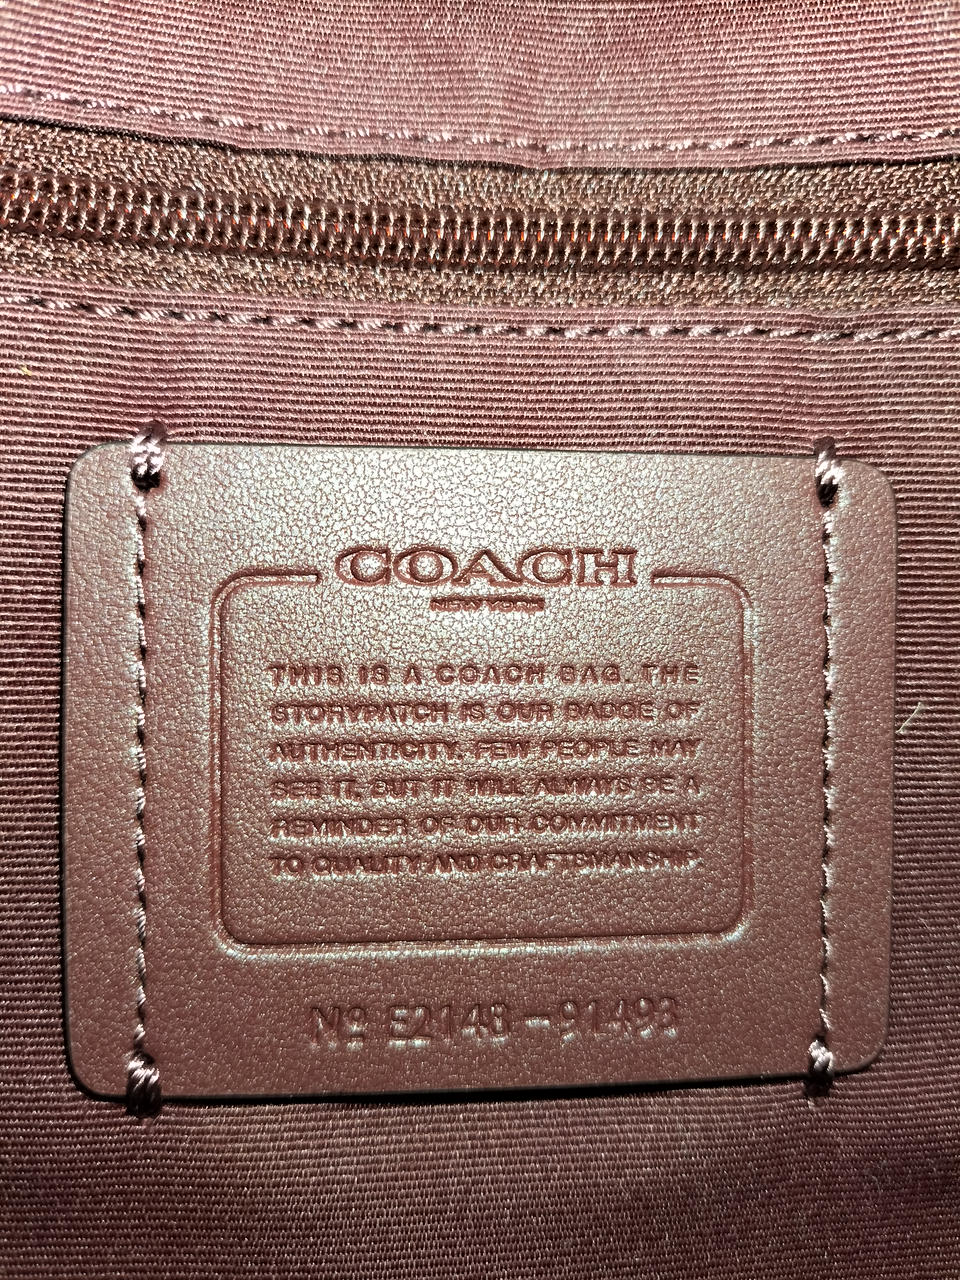 COACH
NEW YORK
THIS IS A COACH BAG. THE
STORYPATCH IS OUR BADGE OF
AUTHENTICITY. FEW PEOPLE MAY
SEE IT, BUT IT WILL ALWAYS BE A
REMINDER OF OUR COMMITMENT
TO QUALITY AND CRAFTSMANSHIP.
Nº E2148-91493